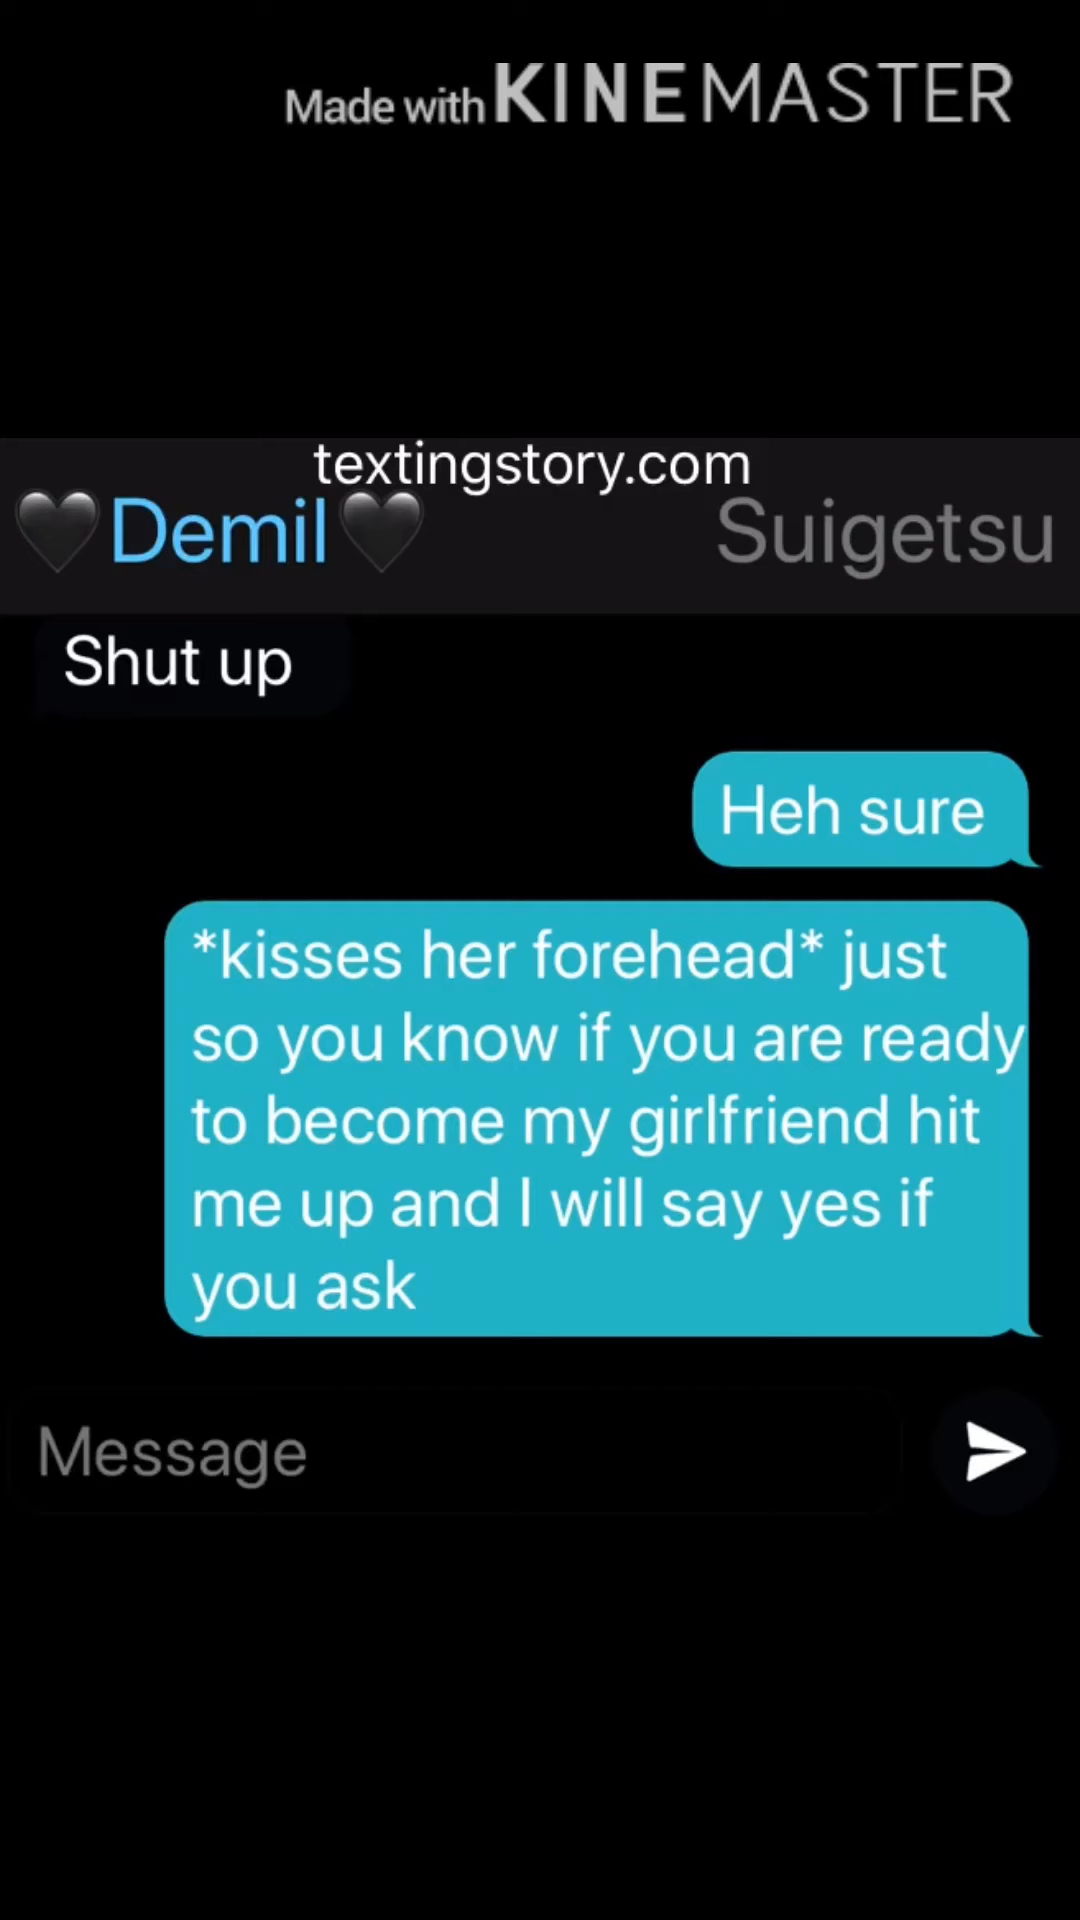 Made with KINEMASTER
textingstory.com
🖤Demil🖤 Suigetsu
Shut up
Heh sure
*kisses her forehead* just
so you know if you are ready
to become my girlfriend hit
me up and I will say yes if
you ask
Message